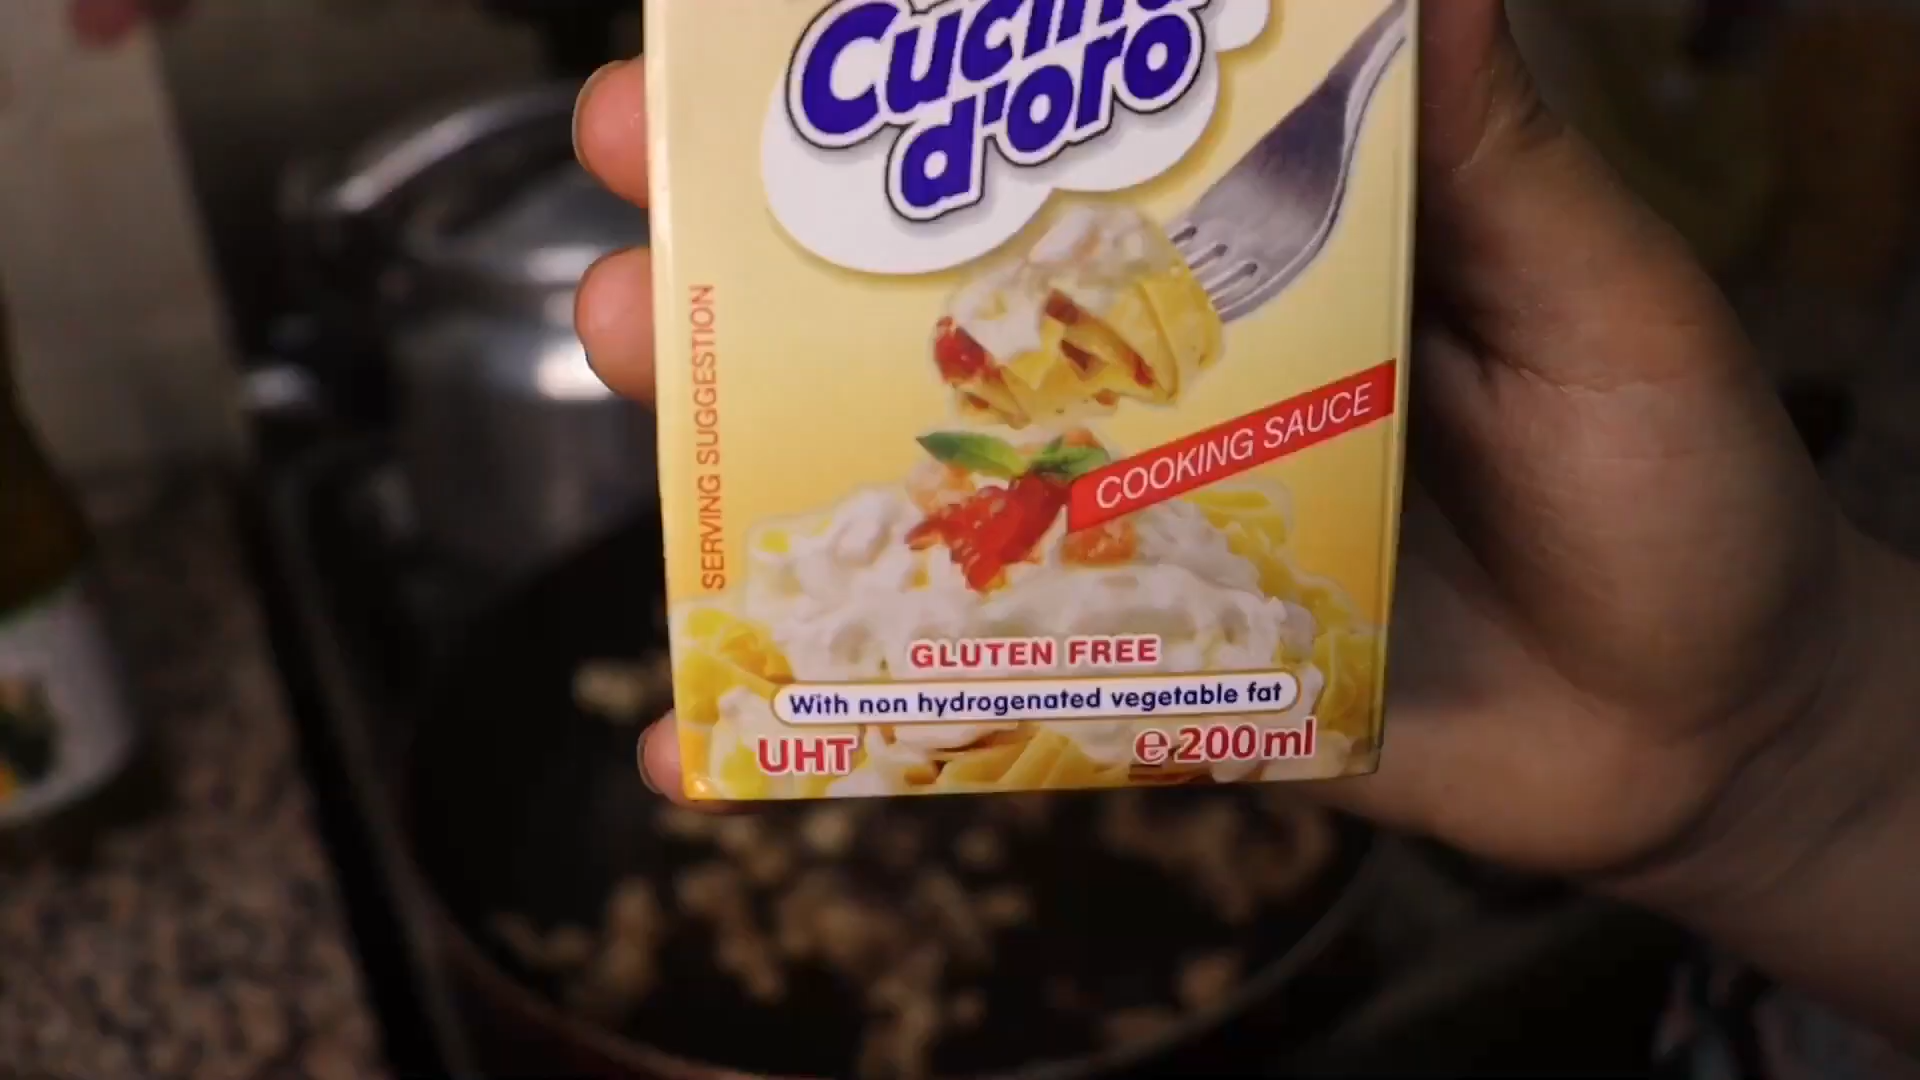 Cucina
d'oro
SERVING SUGGESTION
COOKING SAUCE
GLUTEN FREE
With non hydrogenated vegetable fat
UHT
e 200 ml